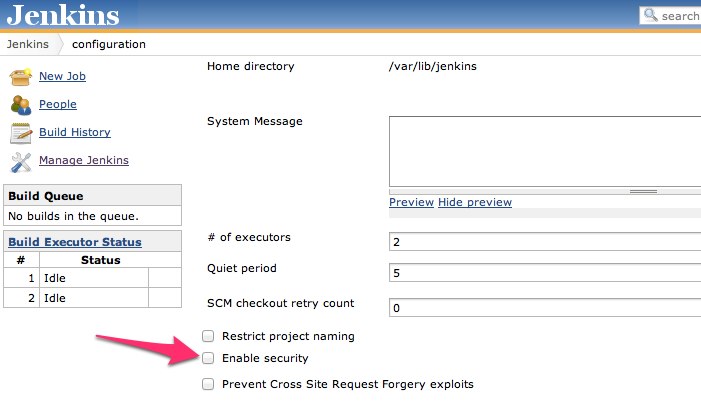 Jenkins
search
Jenkins configuration
New Job
People
Build History
Manage Jenkins
Build Queue
No builds in the queue.
Build Executor Status
# Status
1 Idle
2 Idle
Home directory /var/lib/jenkins
System Message
Preview Hide preview
# of executors 2
Quiet period 5
SCM checkout retry count 0
Restrict project naming
Enable security
Prevent Cross Site Request Forgery exploits